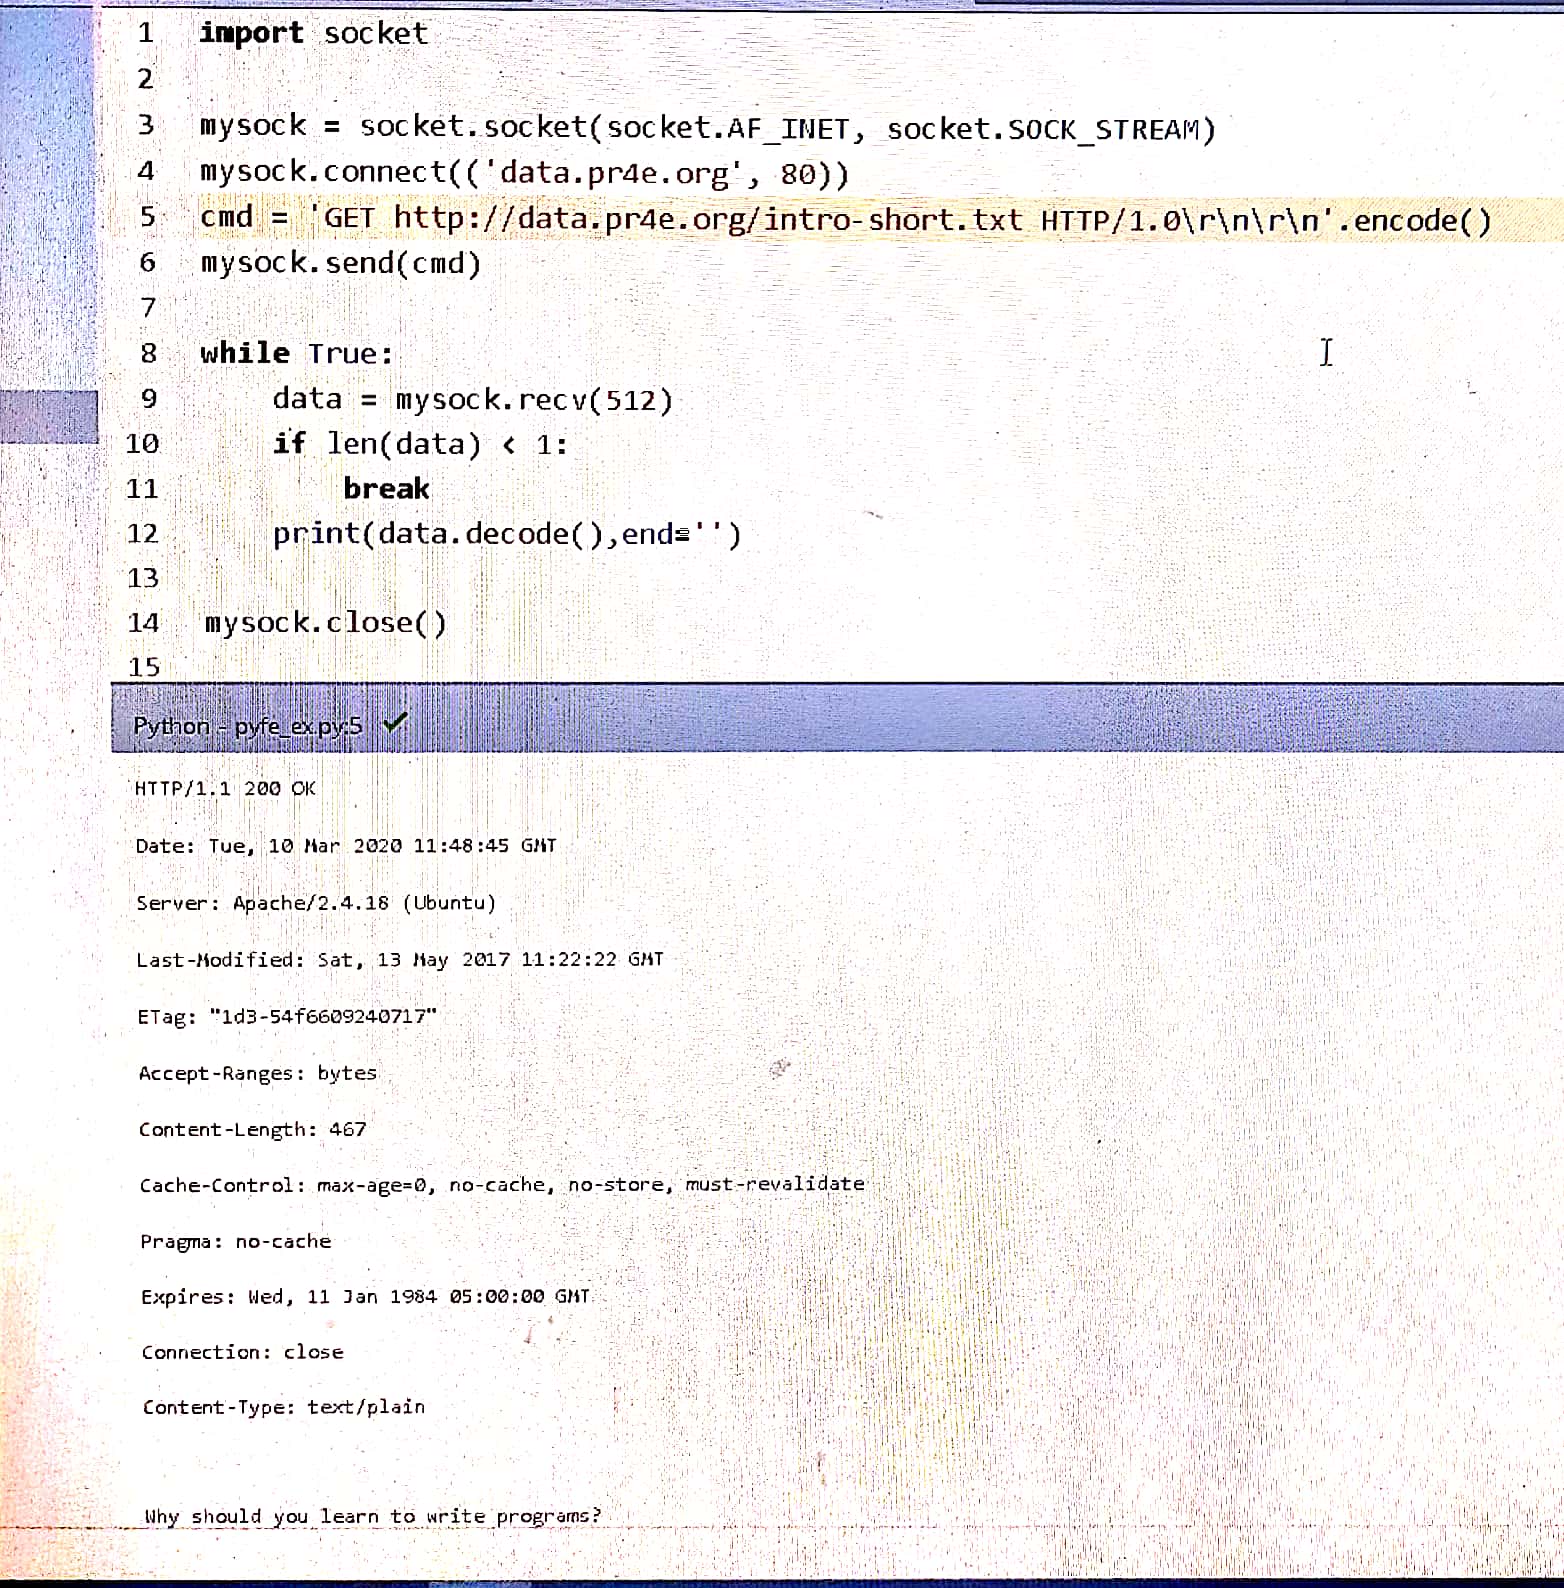 1 import socket
2
3 mysock = socket.socket(socket.AF_INET, socket.SOCK_STREAM)
4 mysock.connect(('data.pr4e.org', 80))
5 cmd = 'GET http://data.pr4e.org/intro-short.txt HTTP/1.0\r\n\r\n'.encode()
6 mysock.send(cmd)
7
8 while True:
9     data = mysock.recv(512)
10     if len(data) < 1:
11         break
12     print(data.decode(),end='')
13
14 mysock.close()
15
Python - pyfe_ex.py:5 ✓
HTTP/1.1 200 OK
Date: Tue, 10 Mar 2020 11:48:45 GMT
Server: Apache/2.4.18 (Ubuntu)
Last-Modified: Sat, 13 May 2017 11:22:22 GMT
ETag: "1d3-54f6609240717"
Accept-Ranges: bytes
Content-Length: 467
Cache-Control: max-age=0, no-cache, no-store, must-revalidate
Pragma: no-cache
Expires: Wed, 11 Jan 1984 05:00:00 GMT
Connection: close
Content-Type: text/plain
Why should you learn to write programs?